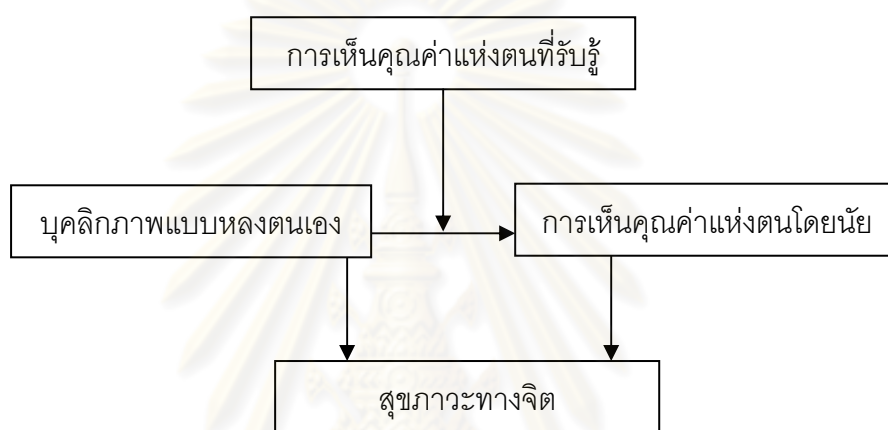 การเห็นคุณค่าแห่งตนที่รับรู้
บุคลิกภาพแบบหลงตนเอง
การเห็นคุณค่าแห่งตนโดยนัย
สุขภาวะทางจิต